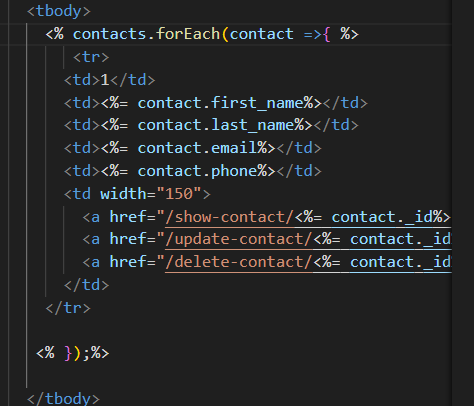 <tbody>
<% contacts.forEach(contact =>{ %>
<tr>
<td>1</td>
<td><%= contact.first_name%></td>
<td><%= contact.last_name%></td>
<td><%= contact.email%></td>
<td><%= contact.phone%></td>
<td width="150">
<a href="/show-contact/<%= contact._id%>
<a href="/update-contact/<%= contact._id
<a href="/delete-contact/<%= contact._id
</td>
</tr>
<% });%>
</tbody>